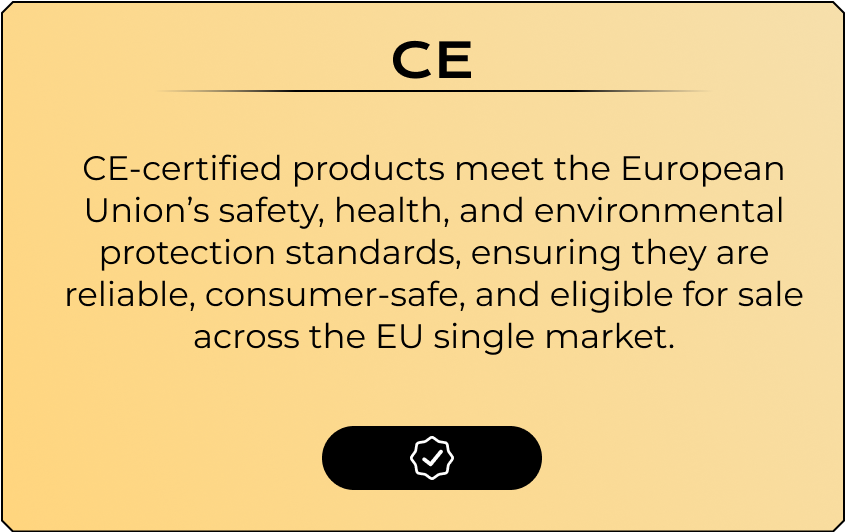 CE
CE-certified products meet the European
Union’s safety, health, and environmental
protection standards, ensuring they are
reliable, consumer-safe, and eligible for sale
across the EU single market.